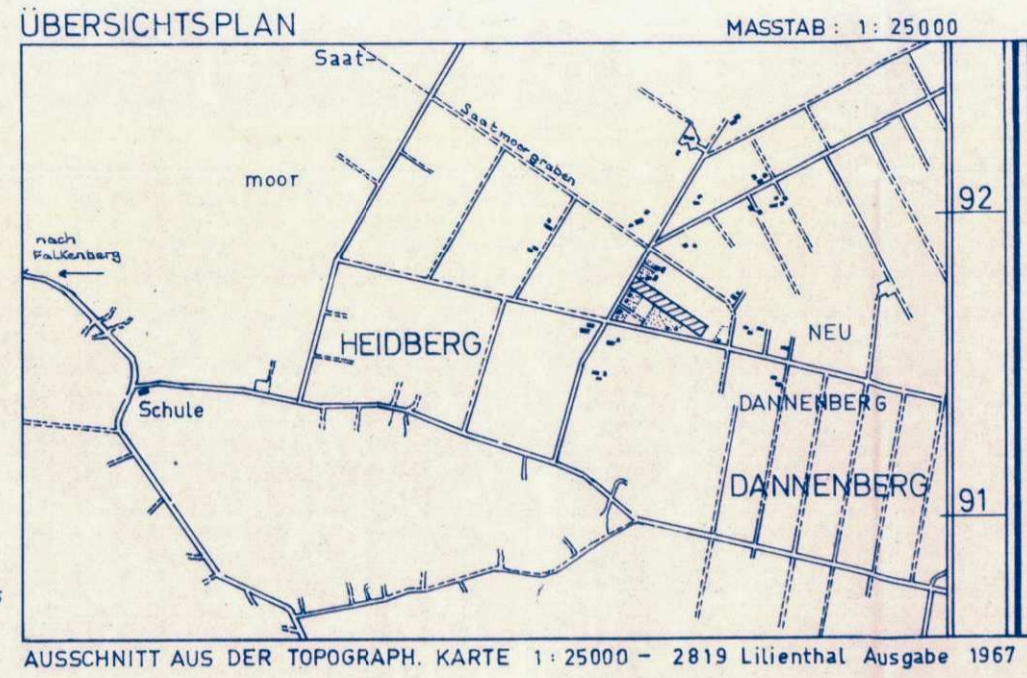 ÜBERSICHTSPLAN
MASSTAB : 1: 25000
Saat-
Saatmoorgraben
moor
92
nach
Falkenberg
NEU
HEIDBERG
Schule
DANNENBERG
DANNENBERG
91
AUSSCHNITT AUS DER TOPOGRAPH. KARTE 1:25000 - 2819 Lilienthal Ausgabe 1967